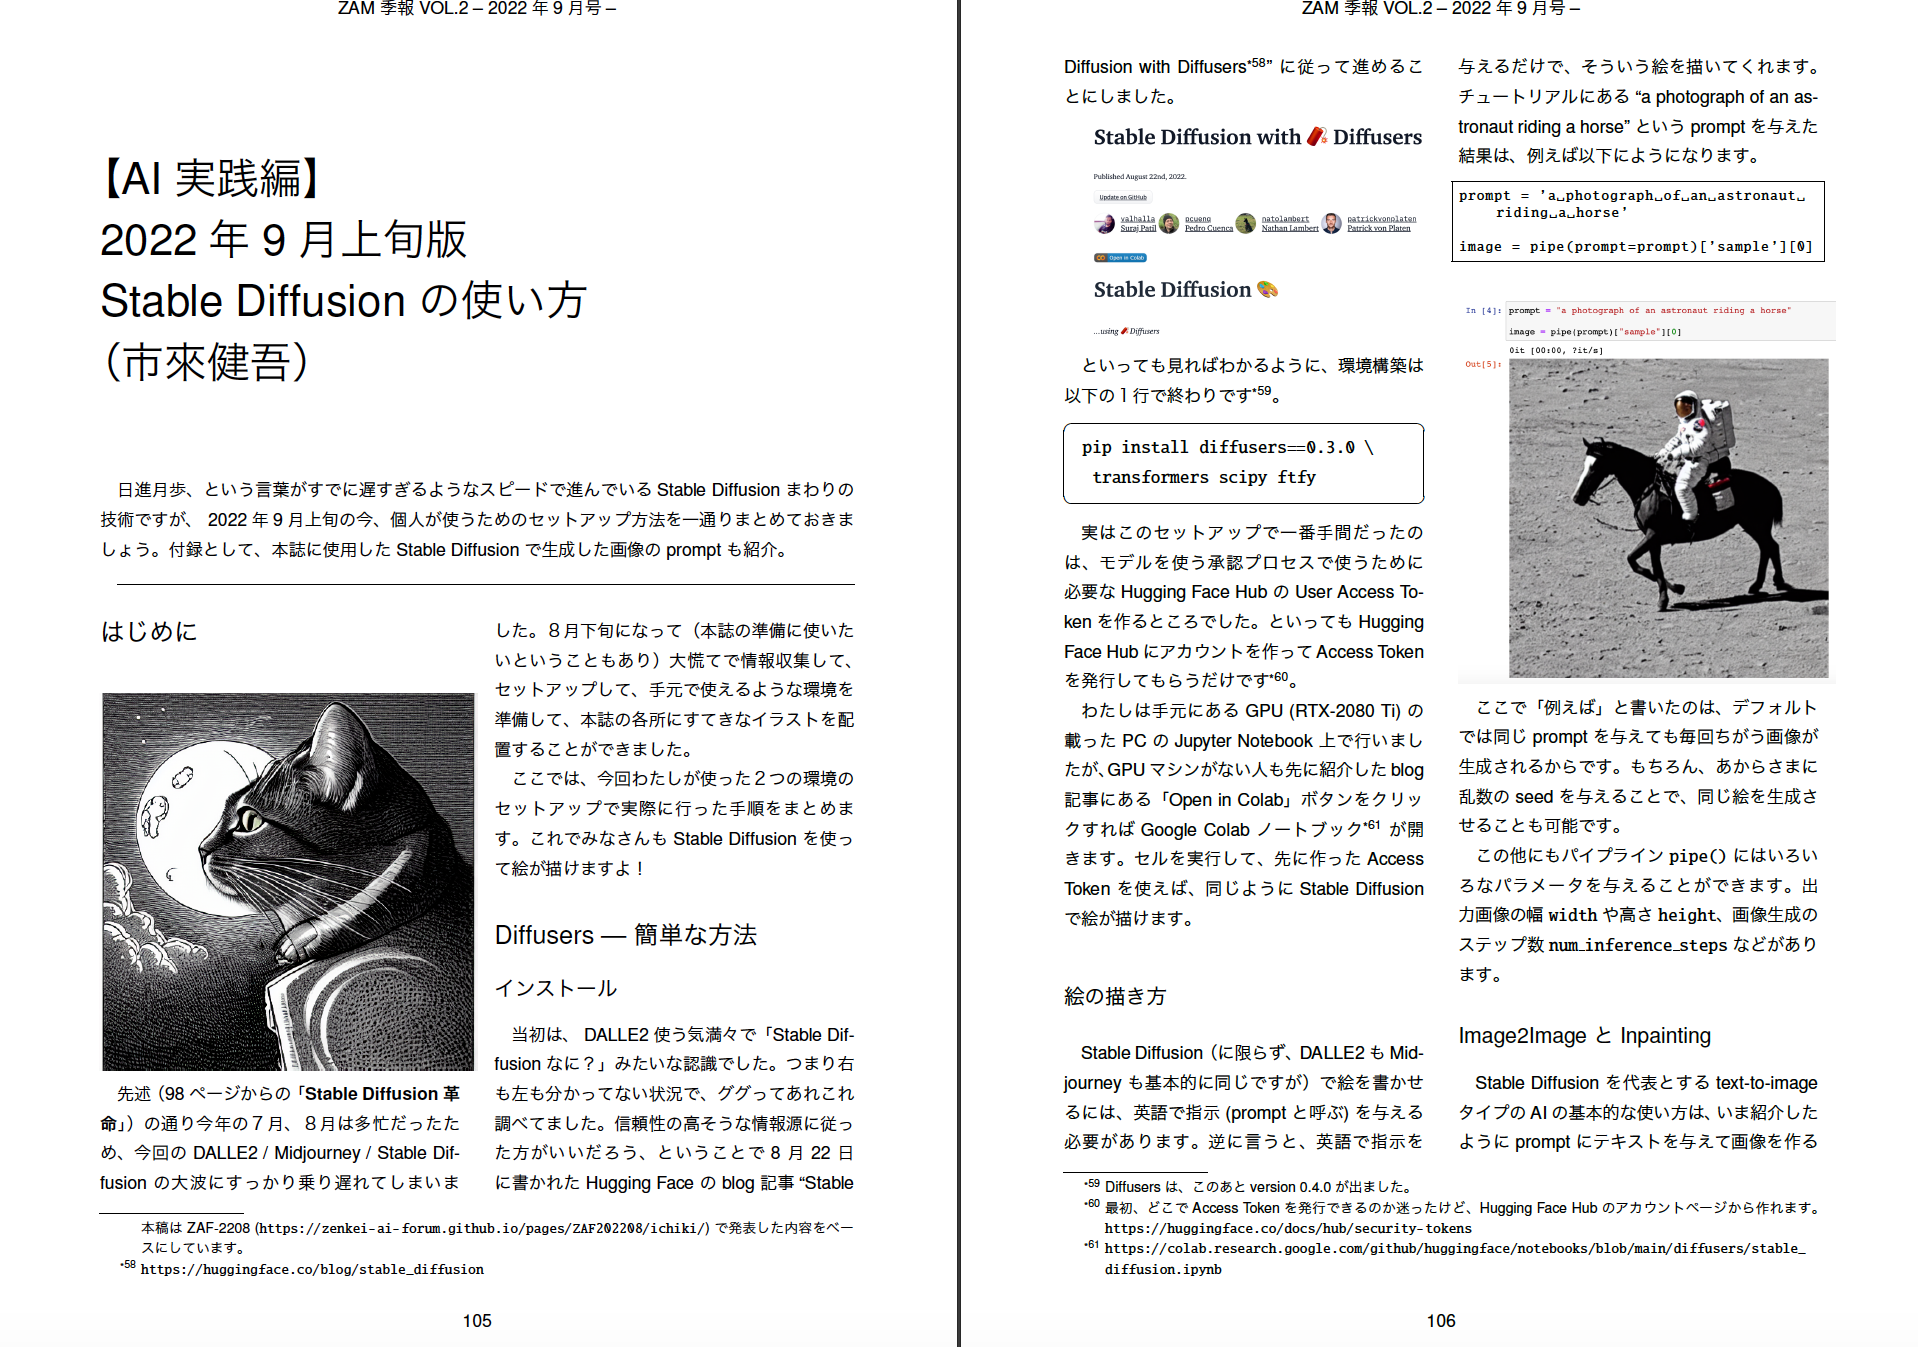 ZAM 季報 VOL.2 – 2022 年 9 月号 –
【AI 実践編】
2022 年 9 月上旬版
Stable Diffusion の使い方
（市來健吾）
日進月歩、という言葉がすでに遅すぎるようなスピードで進んでいる Stable Diffusion まわりの
技術ですが、 2022 年 9 月上旬の今、個人が使うためのセットアップ方法を一通りまとめておきま
しょう。付録として、本誌に使用した Stable Diffusion で生成した画像の prompt も紹介。
はじめに
先述（98 ページからの「Stable Diffusion 革
命」）の通り今年の７月、８月は多忙だったた
め、今回の DALLE2 / Midjourney / Stable Dif-
fusion の大波にすっかり乗り遅れてしまいま
した。８月下旬になって（本誌の準備に使いた
いということもあり）大慌てで情報収集して、
セットアップして、手元で使えるような環境を
準備して、本誌の各所にすてきなイラストを配
置することができました。
ここでは、今回わたしが使った２つの環境の
セットアップで実際に行った手順をまとめま
す。これでみなさんも Stable Diffusion を使っ
て絵が描けますよ！
Diffusers — 簡単な方法
インストール
当初は、 DALLE2 使う気満々で「Stable Dif-
fusion なに？」みたいな認識でした。つまり右
も左も分かってない状況で、ググってあれこれ
調べてました。信頼性の高そうな情報源に従っ
た方がいいだろう、ということで 8 月 22 日
に書かれた Hugging Face の blog 記事 “Stable
本稿は ZAF-2208 (https://zenkei-ai-forum.github.io/pages/ZAF202208/ichiki/) で発表した内容をベー
スにしています。
*58 https://huggingface.co/blog/stable_diffusion
105
ZAM 季報 VOL.2 – 2022 年 9 月号 –
Diffusion with Diffusers*58” に従って進めるこ
とにしました。
Stable Diffusion with 🧨 Diffusers
Published August 22nd, 2022.
Update on GitHub
valhalla
Suraj Patil
pcuenq
Pedro Cuenca
natolambert
Nathan Lambert
patrickvonplaten
Patrick von Platen
Open in Colab
Stable Diffusion 🎨
...using 🧨 Diffusers
といっても見ればわかるように、環境構築は
以下の１行で終わりです*59。
pip install diffusers==0.3.0 \
transformers scipy ftfy
実はこのセットアップで一番手間だったの
は、モデルを使う承認プロセスで使うために
必要な Hugging Face Hub の User Access To-
ken を作るところでした。といっても Hugging
Face Hub にアカウントを作って Access Token
を発行してもらうだけです*60。
わたしは手元にある GPU (RTX-2080 Ti) の
載った PC の Jupyter Notebook 上で行いまし
たが、GPU マシンがない人も先に紹介した blog
記事にある「Open in Colab」ボタンをクリッ
クすれば Google Colab ノートブック*61 が開
きます。セルを実行して、先に作った Access
Token を使えば、同じように Stable Diffusion
で絵が描けます。
絵の描き方
Stable Diffusion（に限らず、DALLE2 も Mid-
journey も基本的に同じですが）で絵を書かせ
るには、英語で指示 (prompt と呼ぶ) を与える
必要があります。逆に言うと、英語で指示を
与えるだけで、そういう絵を描いてくれます。
チュートリアルにある “a photograph of an as-
tronaut riding a horse” という prompt を与えた
結果は、例えば以下にようになります。
prompt = ’a␣photograph␣of␣an␣astronaut␣
riding␣a␣horse’
image = pipe(prompt=prompt)[’sample’][0]
In [4]: prompt = "a photograph of an astronaut riding a horse"
image = pipe(prompt)["sample"][0]
0it [00:00, ?it/s]
Out[5]:
ここで「例えば」と書いたのは、デフォルト
では同じ prompt を与えても毎回ちがう画像が
生成されるからです。もちろん、あからさまに
乱数の seed を与えることで、同じ絵を生成さ
せることも可能です。
この他にもパイプライン pipe() にはいろい
ろなパラメータを与えることができます。出
力画像の幅 width や高さ height、画像生成の
ステップ数 num_inference_steps などがあり
ます。
Image2Image と Inpainting
Stable Diffusion を代表とする text-to-image
タイプの AI の基本的な使い方は、いま紹介した
ように prompt にテキストを与えて画像を作る
*59 Diffusers は、このあと version 0.4.0 が出ました。
*60 最初、どこで Access Token を発行できるのか迷ったけど、Hugging Face Hub のアカウントページから作れます。
https://huggingface.co/docs/hub/security-tokens
*61 https://colab.research.google.com/github/huggingface/notebooks/blob/main/diffusers/stable_
diffusion.ipynb
106